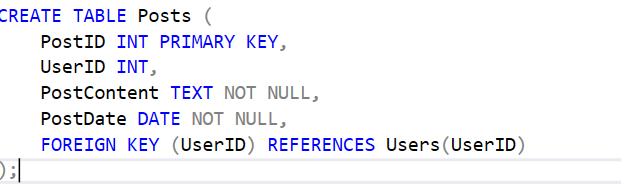 CREATE TABLE Posts (
    PostID INT PRIMARY KEY,
    UserID INT,
    PostContent TEXT NOT NULL,
    PostDate DATE NOT NULL,
    FOREIGN KEY (UserID) REFERENCES Users(UserID)
);